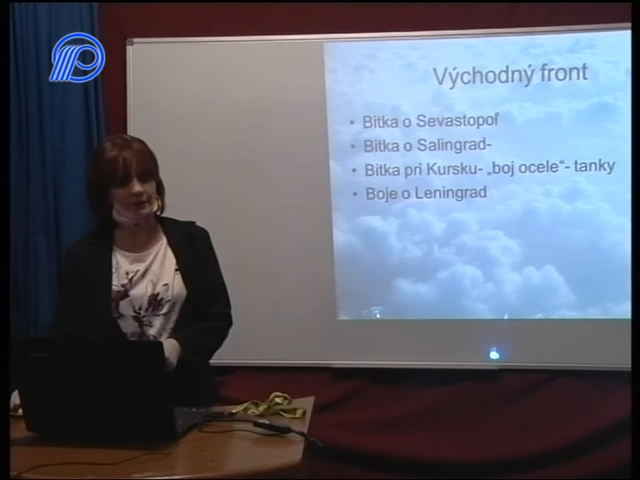 Východný front
• Bitka o Sevastopoľ
• Bitka o Salingrad-
• Bitka pri Kursku- „boj ocele“- tanky
• Boje o Leningrad